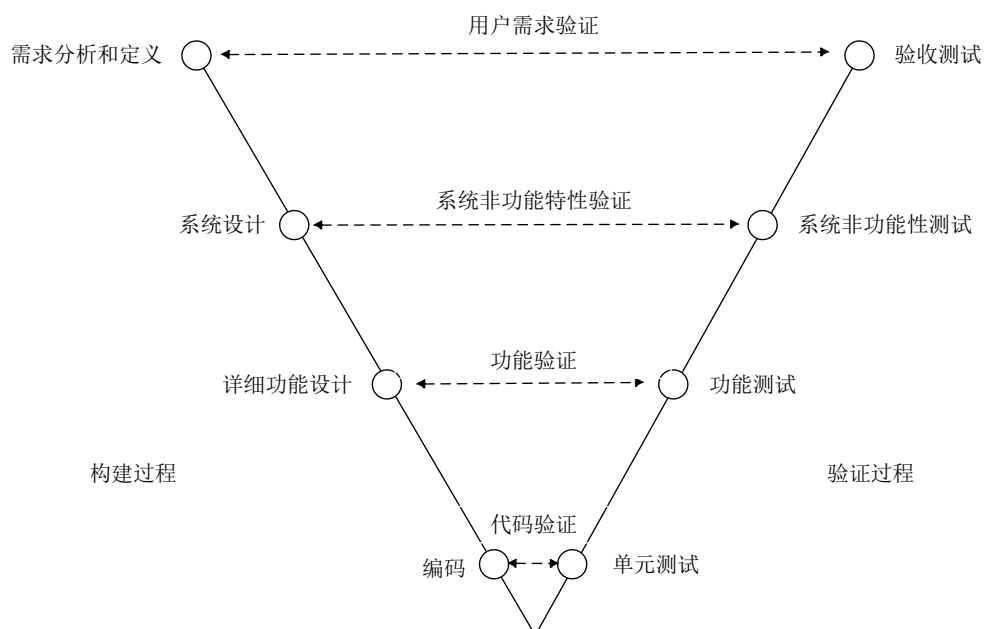 用户需求验证
需求分析和定义
验收测试
系统非功能特性验证
系统设计
系统非功能性测试
功能验证
详细功能设计
功能测试
构建过程
验证过程
代码验证
编码
单元测试